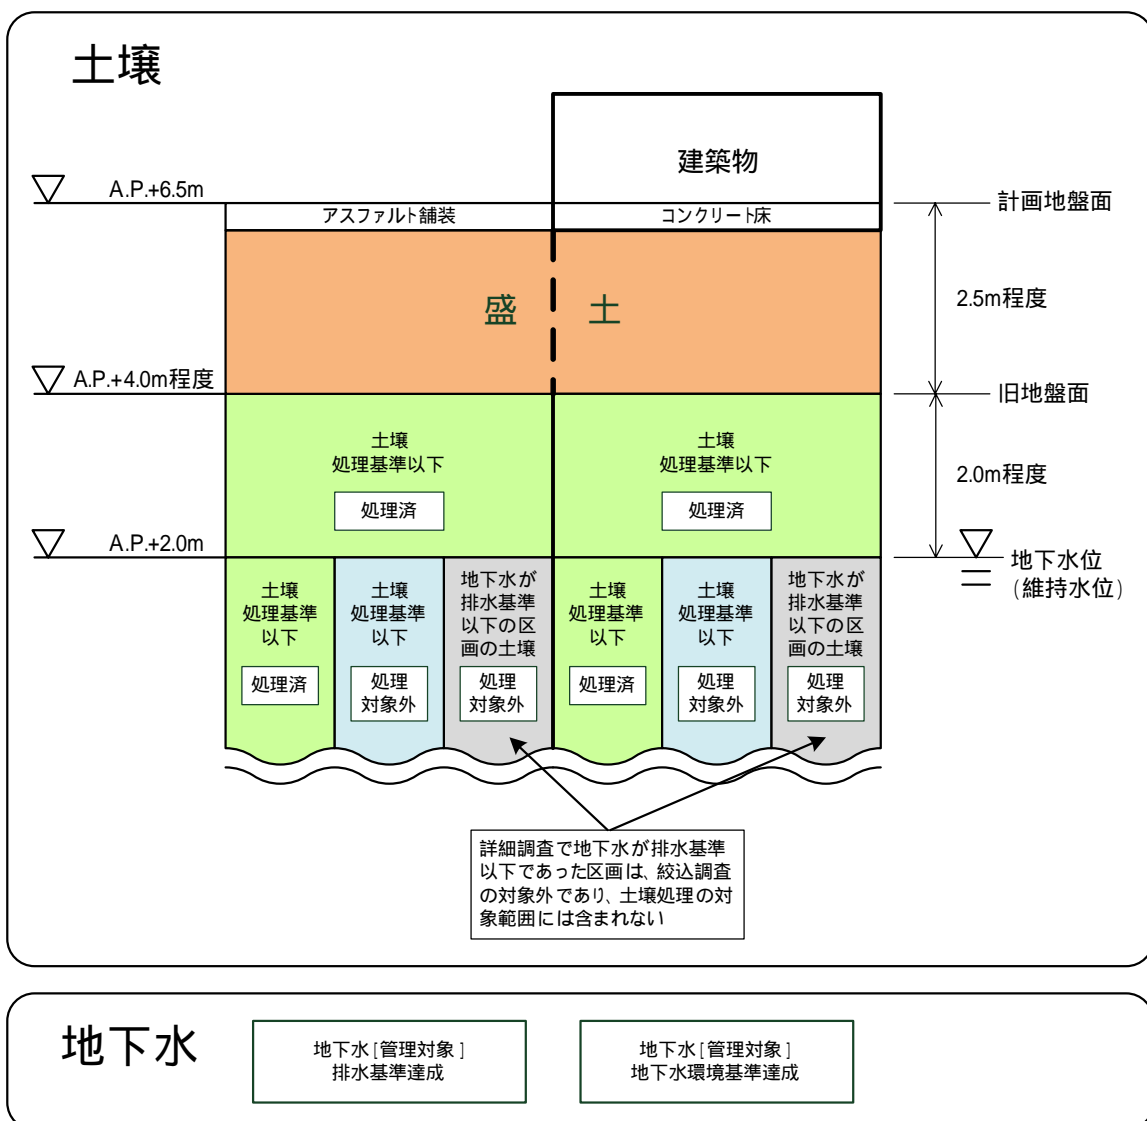 土壌
建築物
A.P.+6.5m
計画地盤面
アスファルト舗装
コンクリート床
2.5m程度
盛
土
A.P.+4.0m程度
旧地盤面
土壌
処理基準以下
処理済
土壌
処理基準以下
処理済
2.0m程度
A.P.+2.0m
地下水位
(維持水位)
土壌
処理基準
以下
処理済
土壌
処理基準
以下
処理
対象外
地下水が
排水基準
以下の区
画の土壌
処理
対象外
土壌
処理基準
以下
処理済
土壌
処理基準
以下
処理
対象外
地下水が
排水基準
以下の区
画の土壌
処理
対象外
詳細調査で地下水が排水基準
以下であった区画は、絞込調査
の対象外であり、土壌処理の対
象範囲には含まれない
地下水
地下水[管理対象]
排水基準達成
地下水[管理対象]
地下水環境基準達成